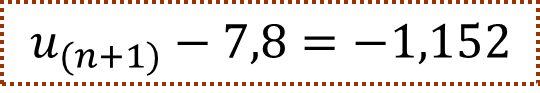 u₍ₙ₊₁₎ − 7,8 = −1,152